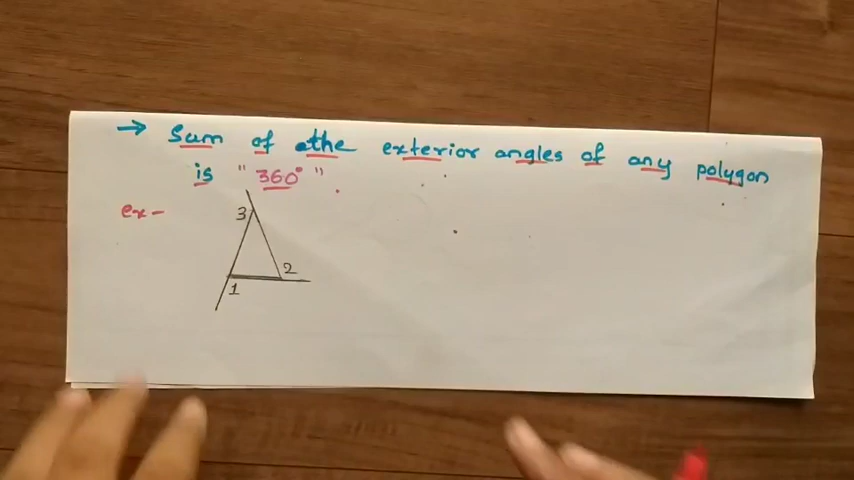 → Sum of the exterior angles of any polygon
is "360°".
ex-
3
2
1